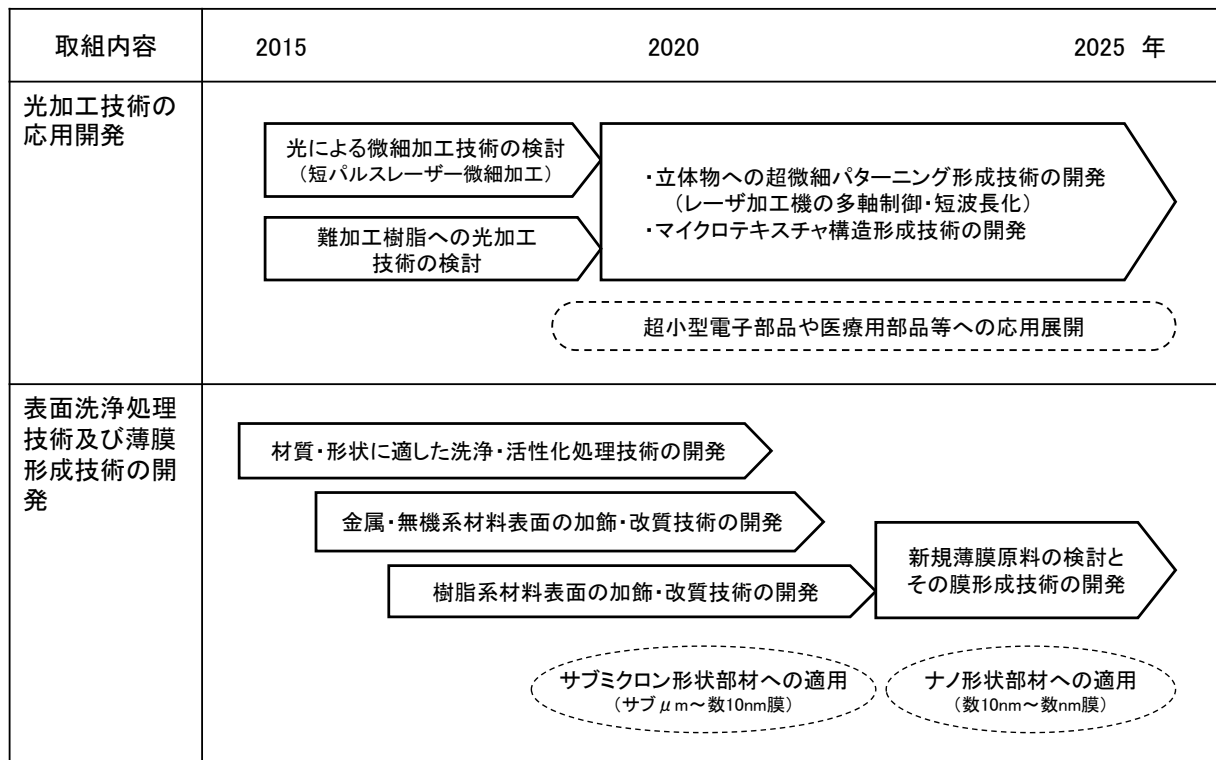 取組内容
2015
2020
2025 年
光加工技術の
応用開発
光による微細加工技術の検討
（短パルスレーザー微細加工）
難加工樹脂への光加工
技術の検討
・立体物への超微細パターニング形成技術の開発
（レーザ加工機の多軸制御・短波長化）
・マイクロテキスチャ構造形成技術の開発
超小型電子部品や医療用部品等への応用展開
表面洗浄処理
技術及び薄膜
形成技術の開
発
材質・形状に適した洗浄・活性化処理技術の開発
金属・無機系材料表面の加飾・改質技術の開発
樹脂系材料表面の加飾・改質技術の開発
新規薄膜原料の検討と
その膜形成技術の開発
サブミクロン形状部材への適用
（サブμm～数10nm膜）
ナノ形状部材への適用
（数10nm～数nm膜）